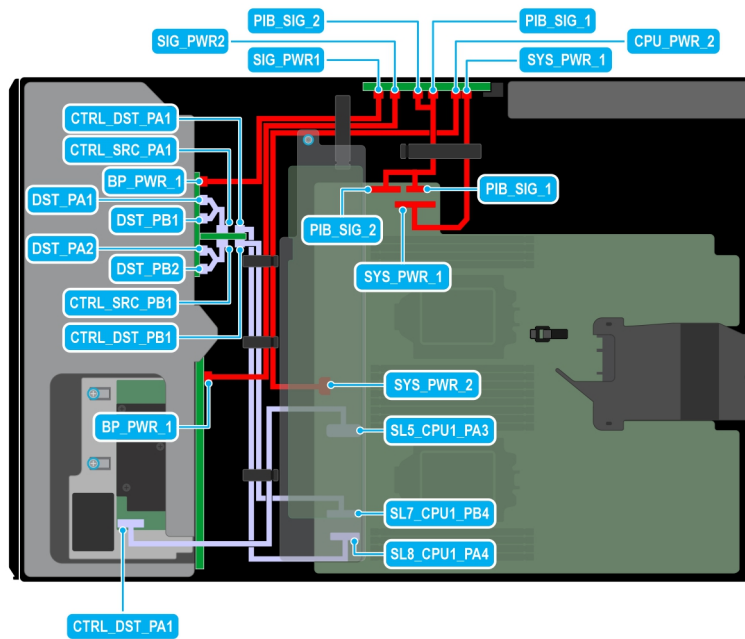 PIB_SIG_2
PIB_SIG_1
SIG_PWR2
CPU_PWR_2
SIG_PWR1
SYS_PWR_1
CTRL_DST_PA1
CTRL_SRC_PA1
BP_PWR_1
DST_PA1
PIB_SIG_1
DST_PB1
PIB_SIG_2
DST_PA2
DST_PB2
SYS_PWR_1
CTRL_SRC_PB1
CTRL_DST_PB1
SYS_PWR_2
BP_PWR_1
SL5_CPU1_PA3
SL7_CPU1_PB4
SL8_CPU1_PA4
CTRL_DST_PA1